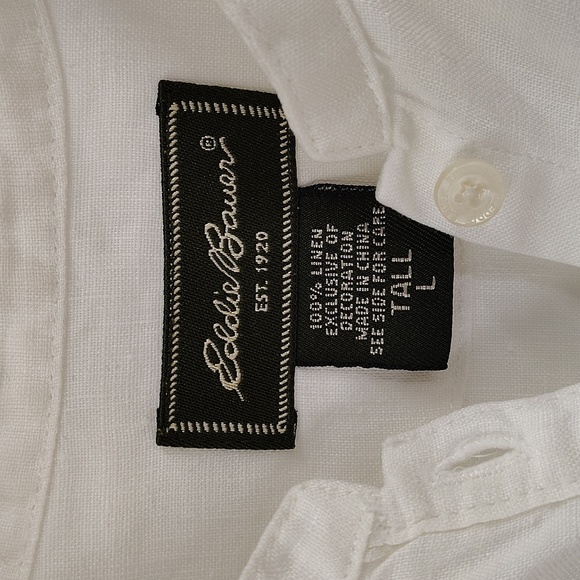 Eddie Bauer®
EST. 1920
100% LINEN
EXCLUSIVE OF
DECORATION
MADE IN CHINA
SEE SIDE FOR CARE
TALL
L